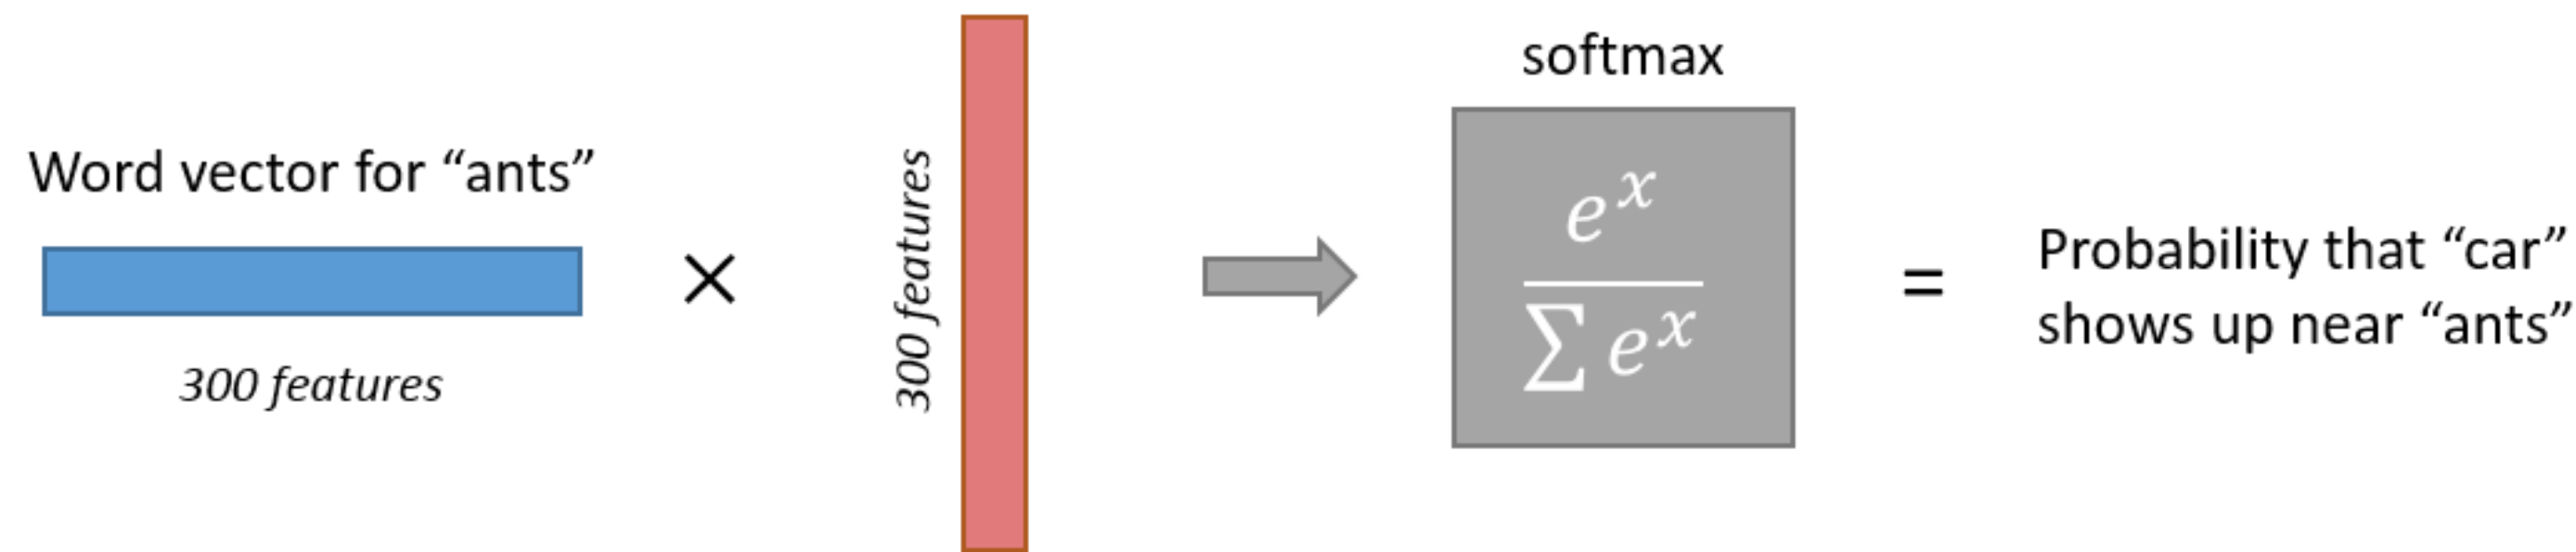 softmax
Word vector for “ants”
300 features
×
300 features
e^x
∑ e^x
=
Probability that “car”
shows up near “ants”